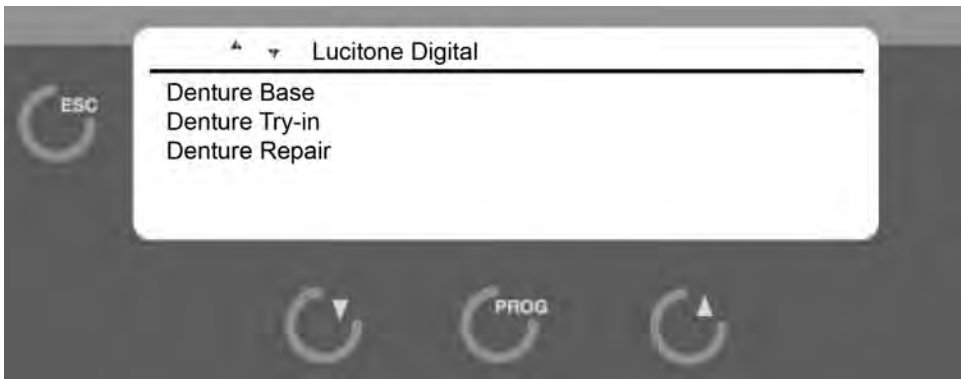 Lucitone Digital
ESC
Denture Base
Denture Try-in
Denture Repair
PROG